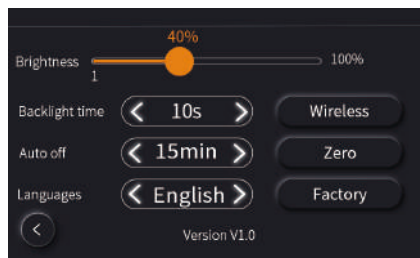 40%
Brightness 100%
1
Backlight time 10s Wireless
Auto off 15min Zero
Languages English Factory
Version V1.0